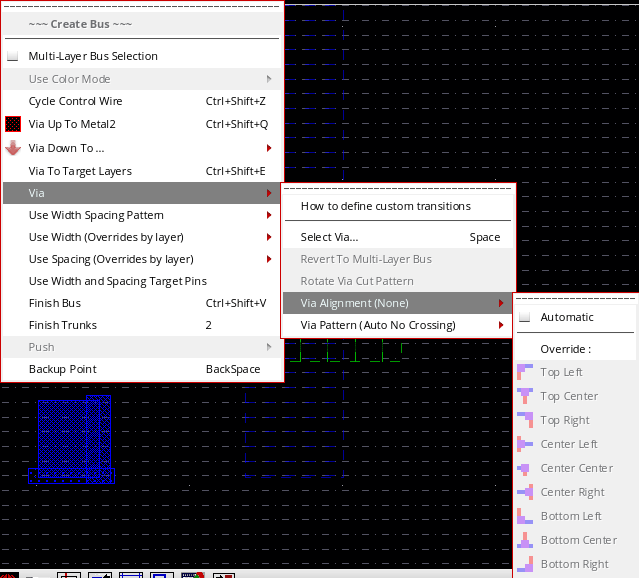 ~~~ Create Bus ~~~
Multi-Layer Bus Selection
Use Color Mode
Cycle Control Wire Ctrl+Shift+Z
Via Up To Metal2 Ctrl+Shift+Q
Via Down To ...
Via To Target Layers Ctrl+Shift+E
Via
Use Width Spacing Pattern
Use Width (Overrides by layer)
Use Spacing (Overrides by layer)
Use Width and Spacing Target Pins
Finish Bus Ctrl+Shift+V
Finish Trunks 2
Push
Backup Point BackSpace
How to define custom transitions
Select Via... Space
Revert To Multi-Layer Bus
Rotate Via Cut Pattern
Via Alignment (None)
Via Pattern (Auto No Crossing)
Automatic
Override :
Top Left
Top Center
Top Right
Center Left
Center Center
Center Right
Bottom Left
Bottom Center
Bottom Right